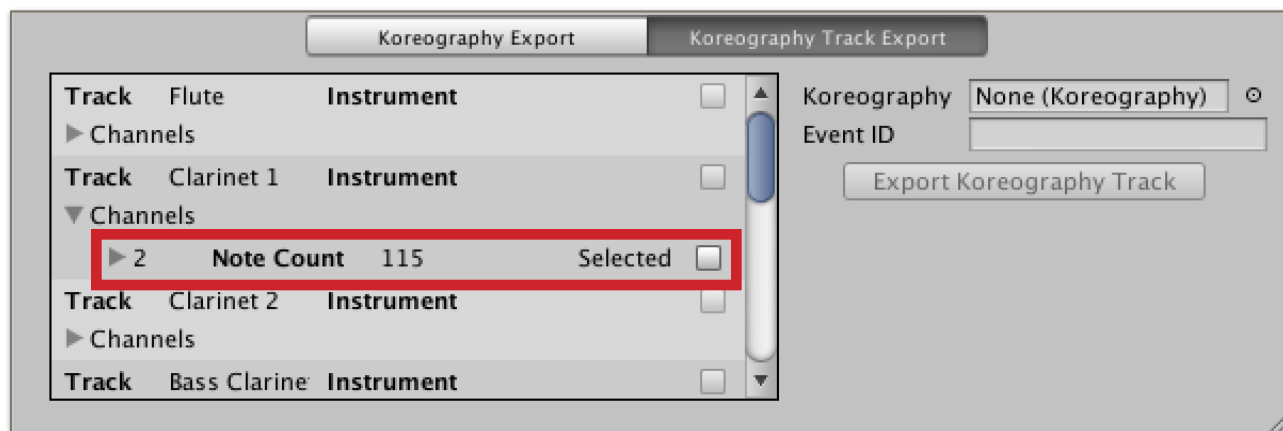 Koreography Export Koreography Track Export
Track Flute Instrument
Channels
Track Clarinet 1 Instrument
Channels
2 Note Count 115 Selected
Track Clarinet 2 Instrument
Channels
Track Bass Clarine Instrument
Koreography None (Koreography)
Event ID
Export Koreography Track